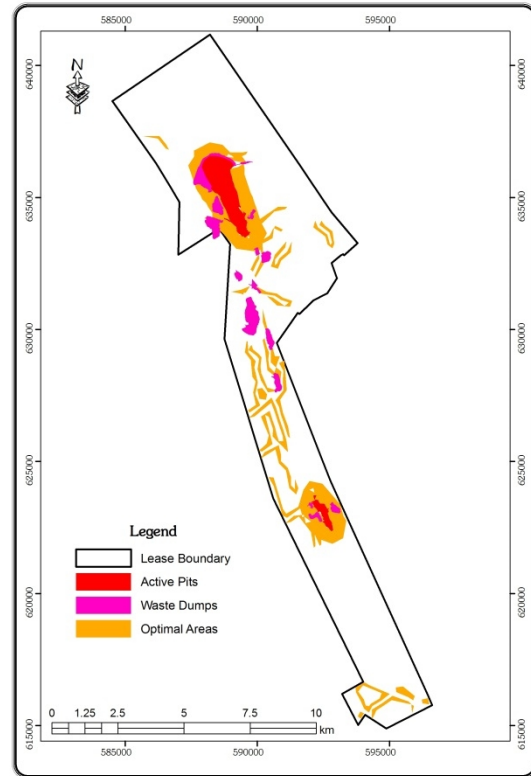 585000 590000 595000
640000 640000
N
635000 635000
630000 630000
625000 625000
Legend
Lease Boundary
Active Pits
620000 620000
Waste Dumps
Optimal Areas
0 1.25 2.5 5 7.5 10
km
615000 615000
585000 590000 595000